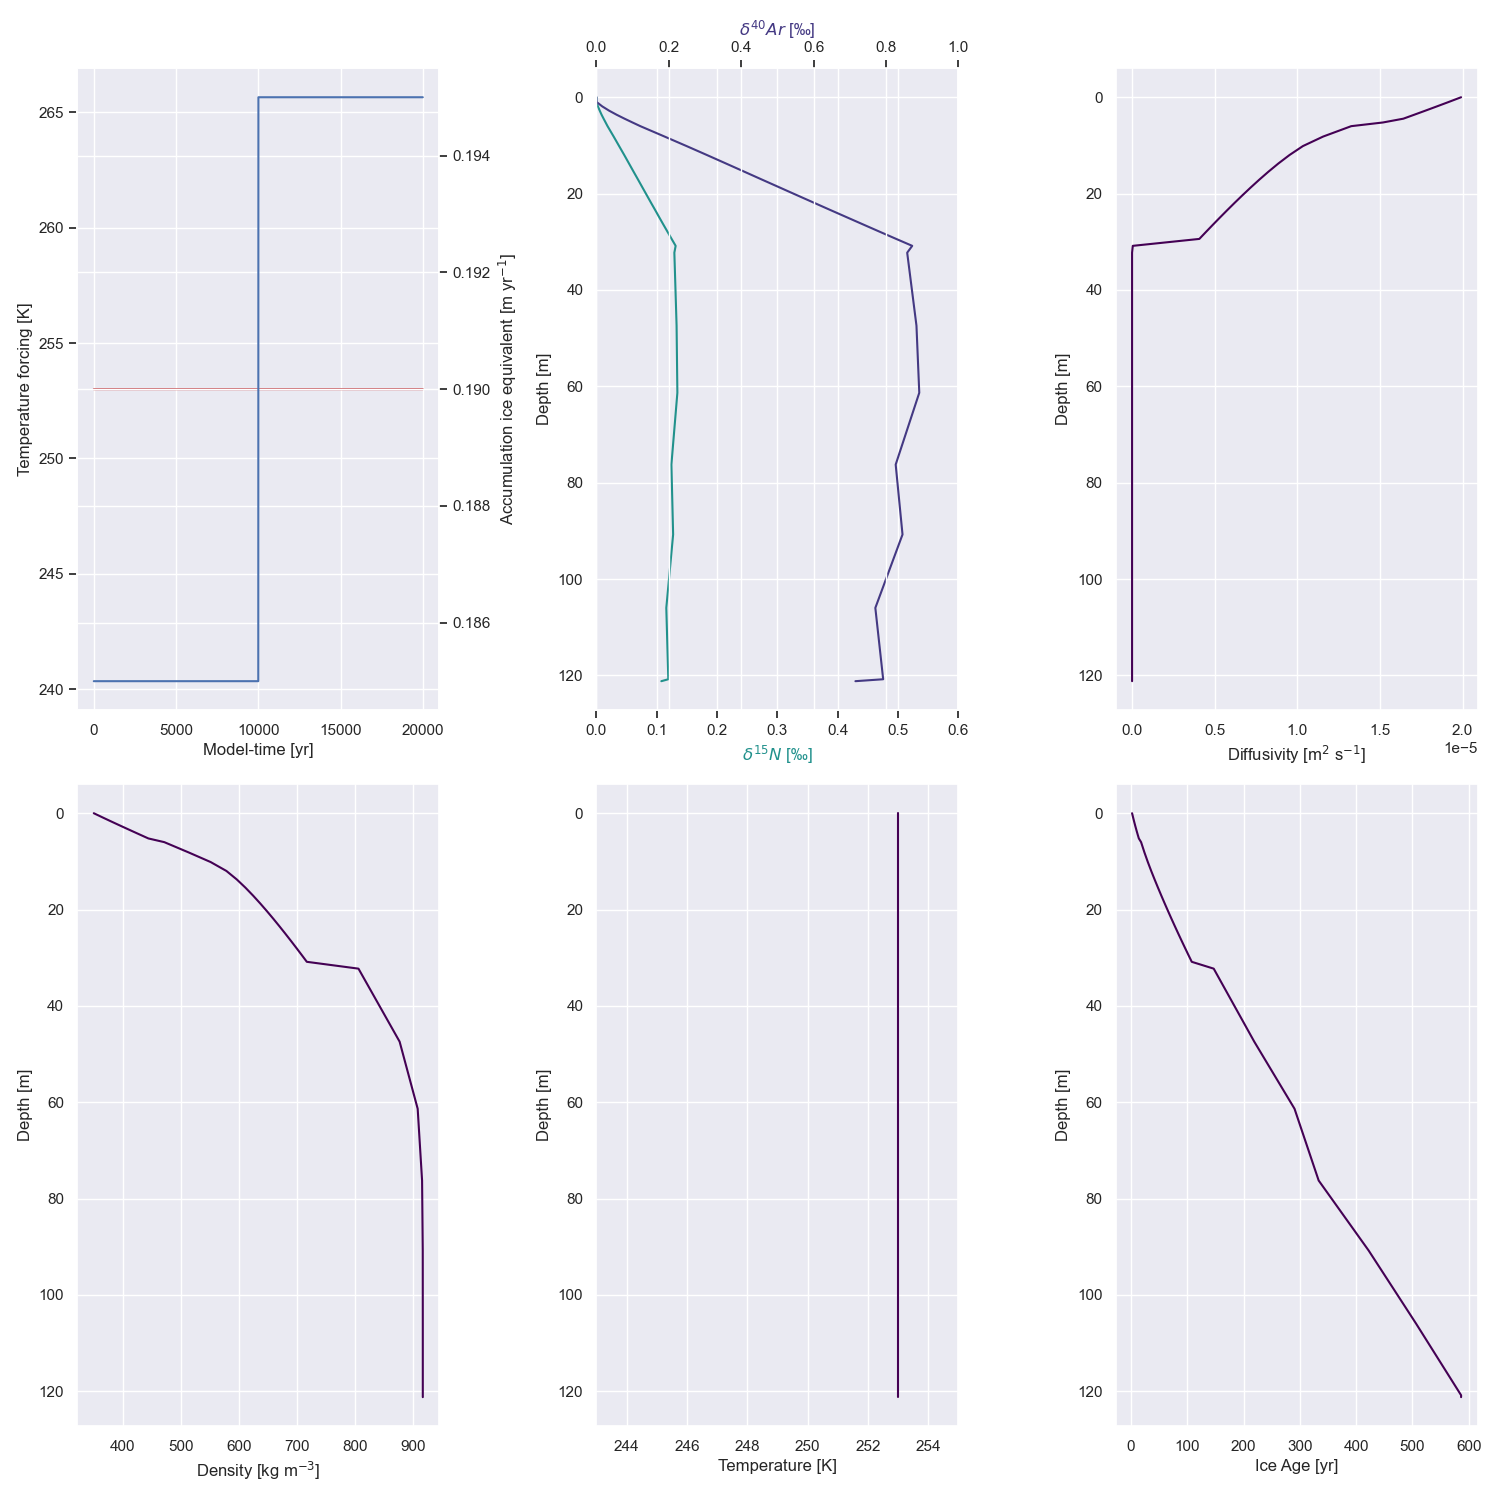 δ⁴⁰Ar [‰]
0.0 0.2 0.4 0.6 0.8 1.0
Temperature forcing [K]
265
260
255
250
245
240
0 5000 10000 15000 20000
Model-time [yr]
0.194
0.192
0.190
0.188
0.186
Accumulation ice equivalent [m yr⁻¹]
Depth [m]
0
20
40
60
80
100
120
0.0 0.1 0.2 0.3 0.4 0.5 0.6
δ¹⁵N [‰]
Depth [m]
0
20
40
60
80
100
120
0.0 0.5 1.0 1.5 2.0
1e−5
Diffusivity [m² s⁻¹]
Depth [m]
0
20
40
60
80
100
120
400 500 600 700 800 900
Density [kg m⁻³]
Depth [m]
0
20
40
60
80
100
120
244 246 248 250 252 254
Temperature [K]
Depth [m]
0
20
40
60
80
100
120
0 100 200 300 400 500 600
Ice Age [yr]